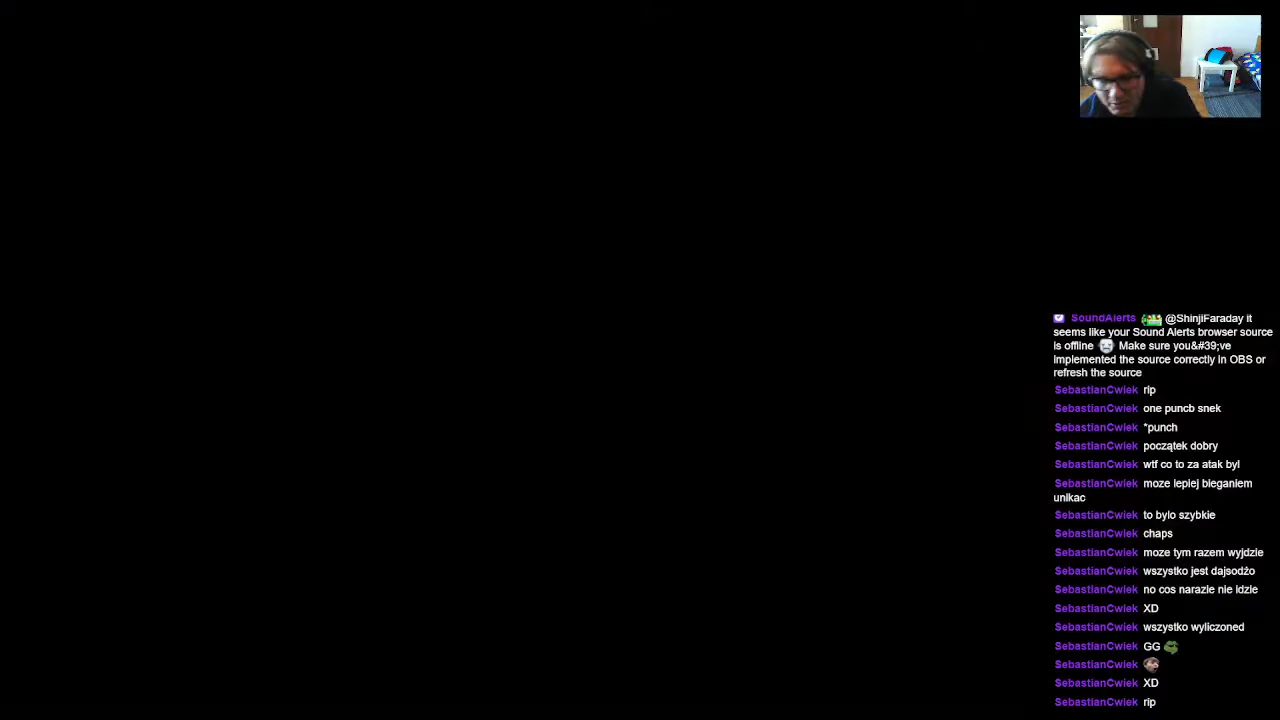 SoundAlerts @ShinjiFaraday it
seems like your Sound Alerts browser source
is offline Make sure you&#39;ve
implemented the source correctly in OBS or
refresh the source
SebastianCwiek rip
SebastianCwiek one puncb snek
SebastianCwiek *punch
SebastianCwiek początek dobry
SebastianCwiek wtf co to za atak byl
SebastianCwiek moze lepiej bieganiem
unikac
SebastianCwiek to bylo szybkie
SebastianCwiek chaps
SebastianCwiek moze tym razem wyjdzie
SebastianCwiek wszystko jest dajsodżo
SebastianCwiek no cos narazie nie idzie
SebastianCwiek XD
SebastianCwiek wszystko wyliczoned
SebastianCwiek GG
SebastianCwiek
SebastianCwiek XD
SebastianCwiek rip